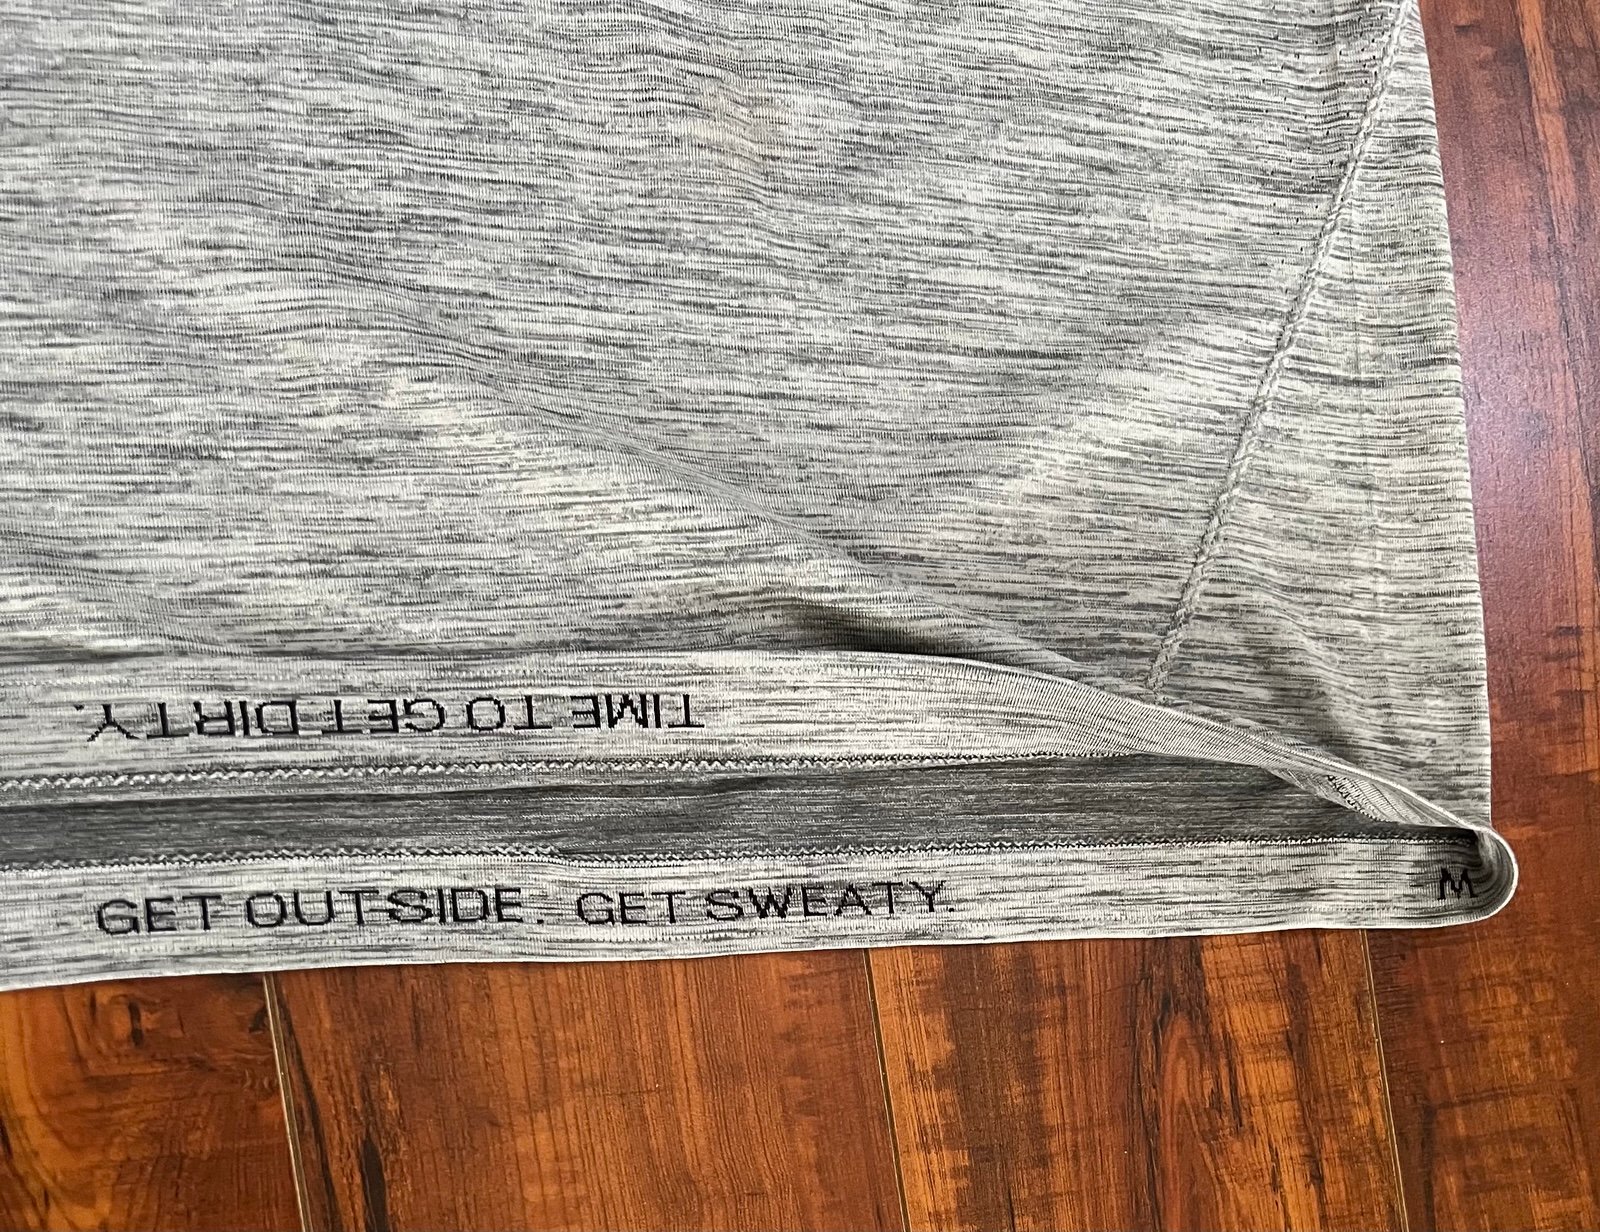 TIME TO GET DIRTY.
GET OUTSIDE. GET SWEATY.
M